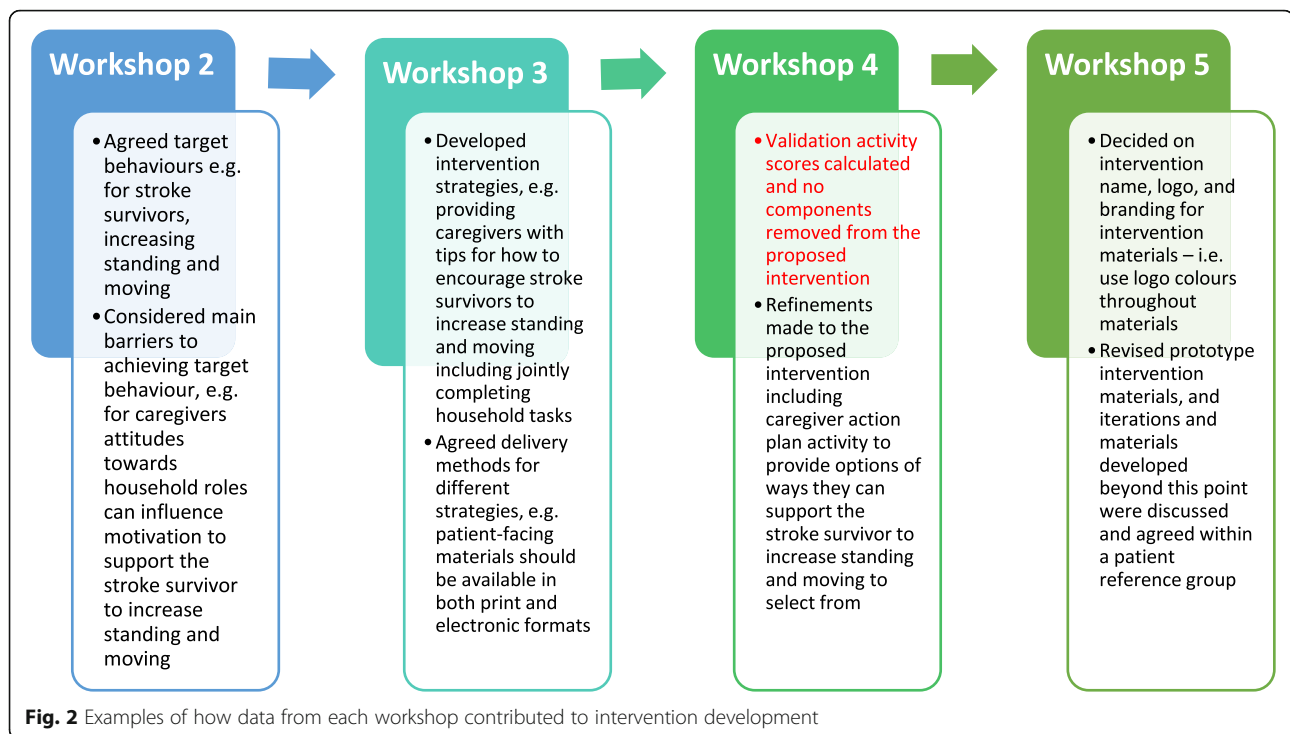 Workshop 2
• Agreed target
behaviours e.g.
for stroke
survivors,
increasing
standing and
moving
• Considered main
barriers to
achieving target
behaviour, e.g.
for caregivers
attitudes
towards
household roles
can influence
motivation to
support the
stroke survivor
to increase
standing and
moving
Workshop 3
• Developed
intervention
strategies, e.g.
providing
caregivers with
tips for how to
encourage stroke
survivors to
increase standing
and moving
including jointly
completing
household tasks
• Agreed delivery
methods for
different
strategies, e.g.
patient-facing
materials should
be available in
both print and
electronic formats
Workshop 4
• Validation activity
scores calculated
and no
components
removed from the
proposed
intervention
• Refinements
made to the
proposed
intervention
including
caregiver action
plan activity to
provide options of
ways they can
support the
stroke survivor to
increase standing
and moving to
select from
Workshop 5
• Decided on
intervention
name, logo, and
branding for
intervention
materials – i.e.
use logo colours
throughout
materials
• Revised prototype
intervention
materials, and
iterations and
materials
developed
beyond this point
were discussed
and agreed within
a patient
reference group
Fig. 2 Examples of how data from each workshop contributed to intervention development